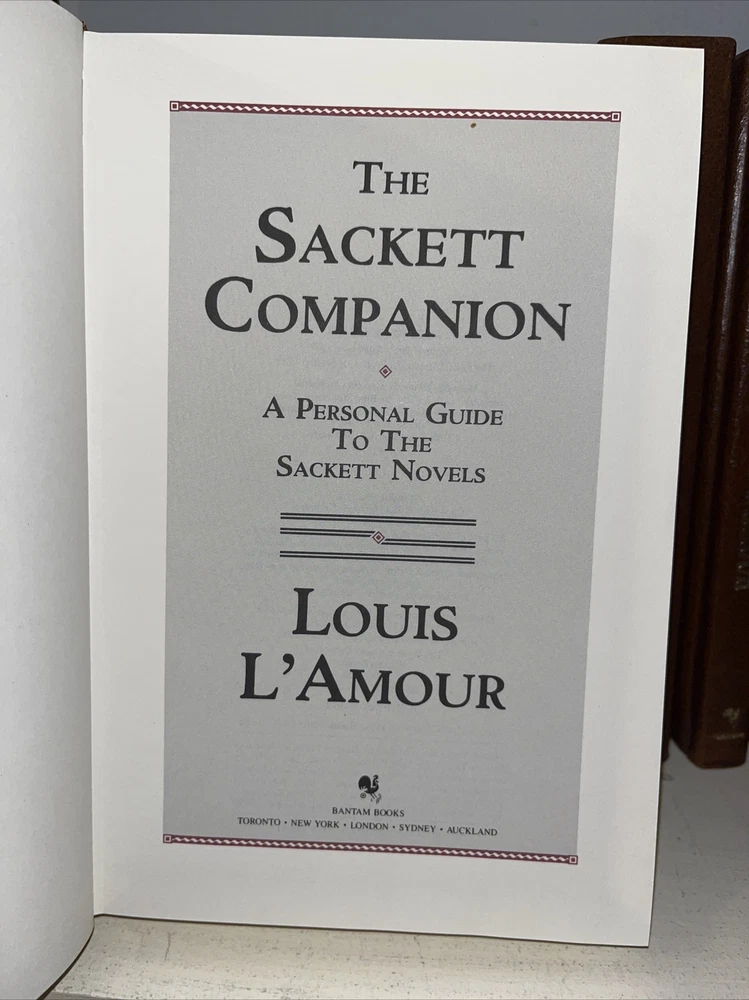 THE
SACKETT
COMPANION
A PERSONAL GUIDE
TO THE
SACKETT NOVELS
LOUIS
L'AMOUR
BANTAM BOOKS
TORONTO • NEW YORK • LONDON • SYDNEY • AUCKLAND